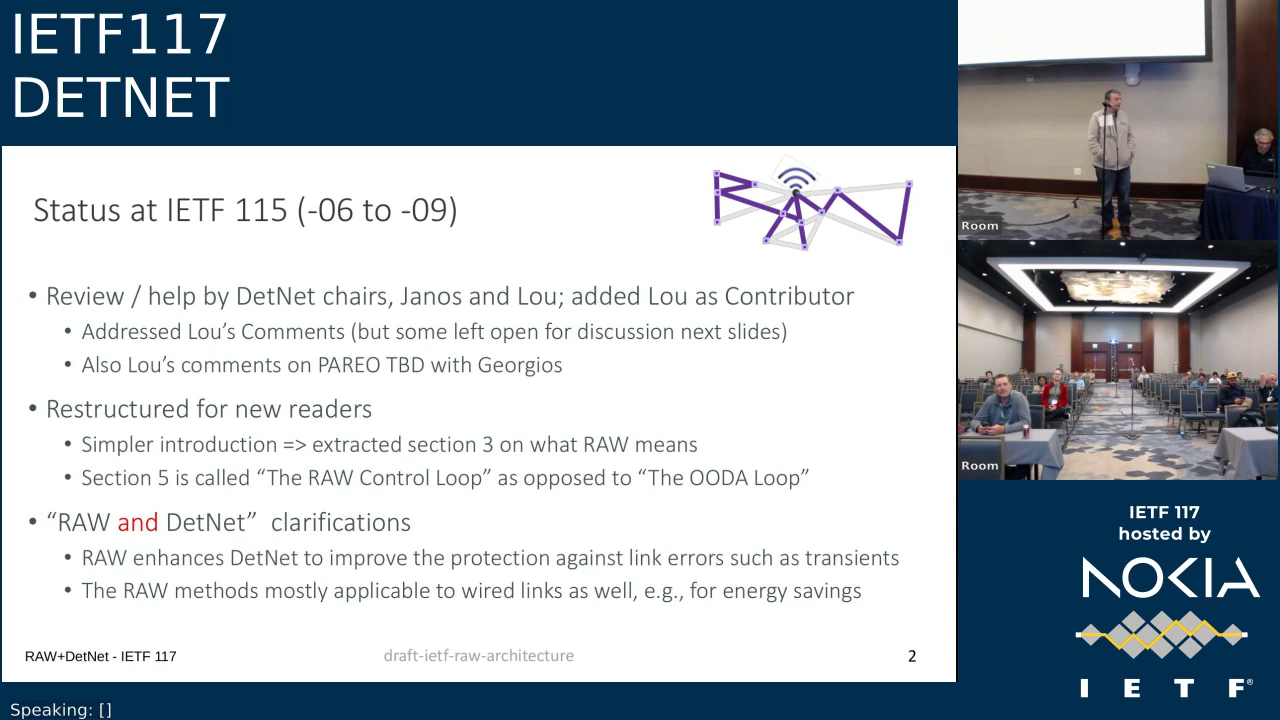 IETF117
DETNET
Status at IETF 115 (-06 to -09)
• Review / help by DetNet chairs, Janos and Lou; added Lou as Contributor
• Addressed Lou’s Comments (but some left open for discussion next slides)
• Also Lou’s comments on PAREO TBD with Georgios
• Restructured for new readers
• Simpler introduction => extracted section 3 on what RAW means
• Section 5 is called “The RAW Control Loop” as opposed to “The OODA Loop”
• “RAW and DetNet”  clarifications
• RAW enhances DetNet to improve the protection against link errors such as transients
• The RAW methods mostly applicable to wired links as well, e.g., for energy savings
RAW+DetNet - IETF 117
draft-ietf-raw-architecture
2
Speaking: []
Room
Room
IETF 117
hosted by
NOKIA
I E T F®